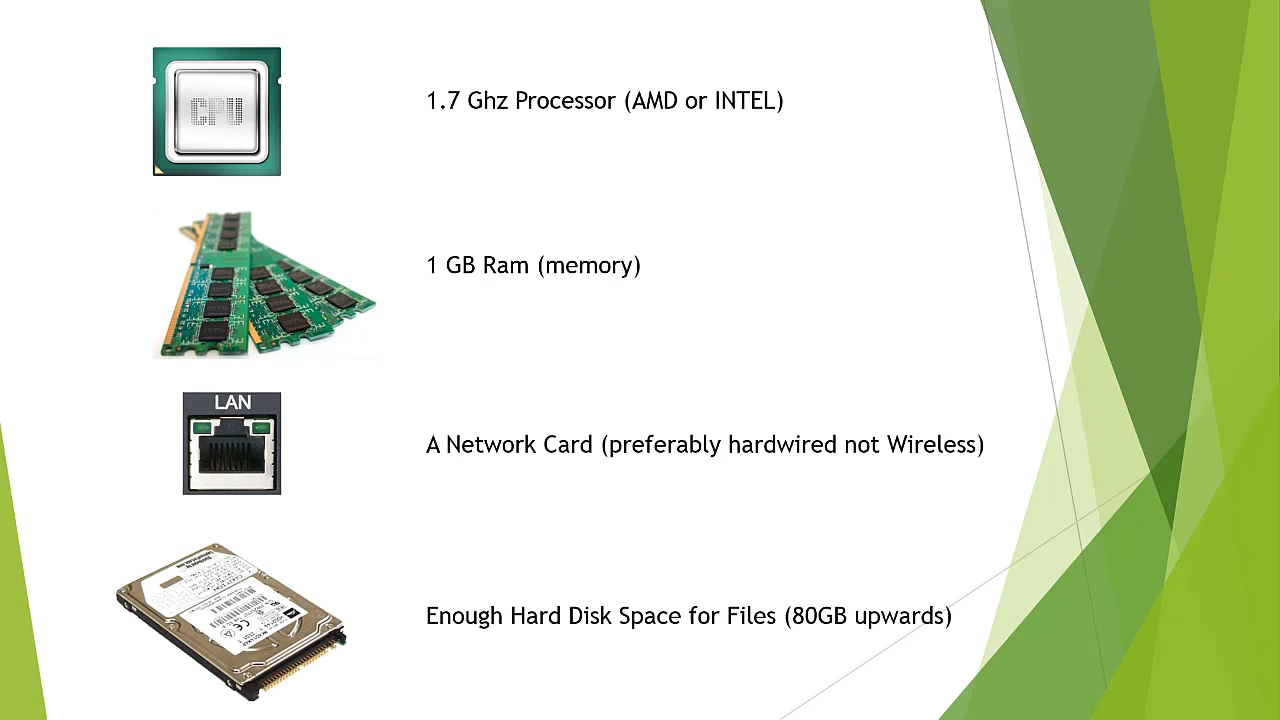 CPU
1.7 Ghz Processor (AMD or INTEL)
1 GB Ram (memory)
LAN
A Network Card (preferably hardwired not Wireless)
Enough Hard Disk Space for Files (80GB upwards)